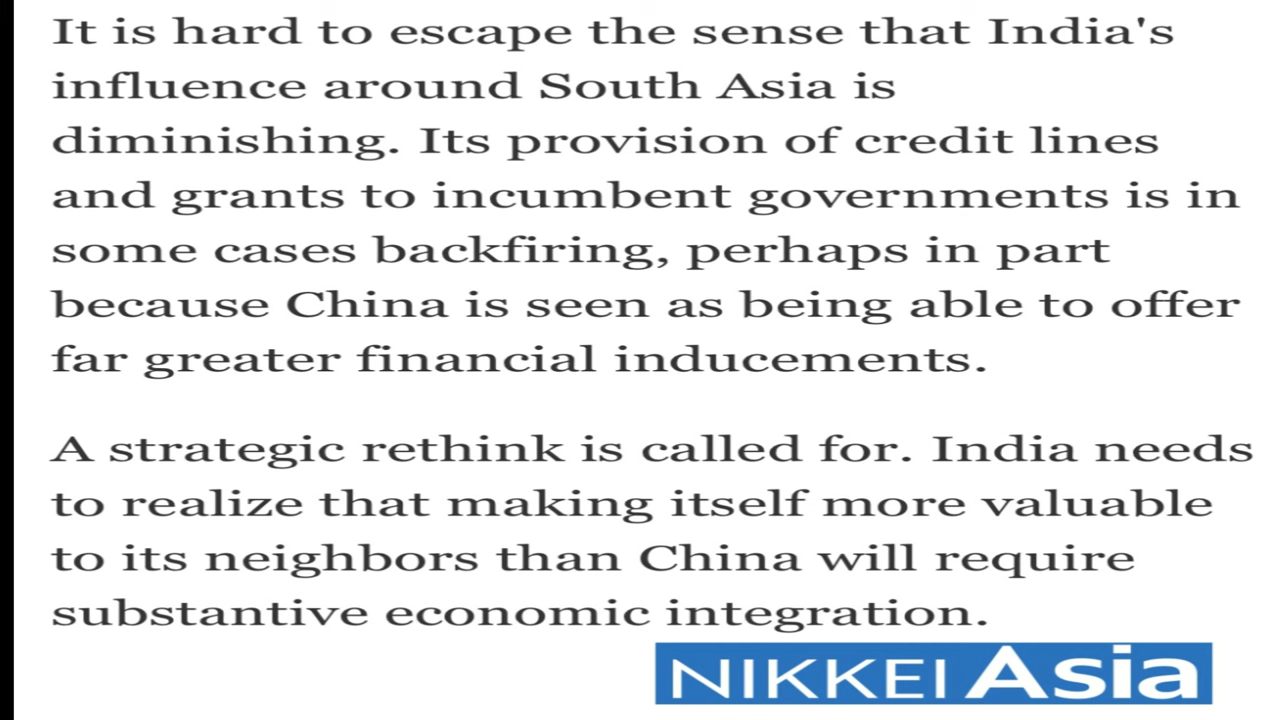 It is hard to escape the sense that India's
influence around South Asia is
diminishing. Its provision of credit lines
and grants to incumbent governments is in
some cases backfiring, perhaps in part
because China is seen as being able to offer
far greater financial inducements.
A strategic rethink is called for. India needs
to realize that making itself more valuable
to its neighbors than China will require
substantive economic integration.
NIKKEI Asia